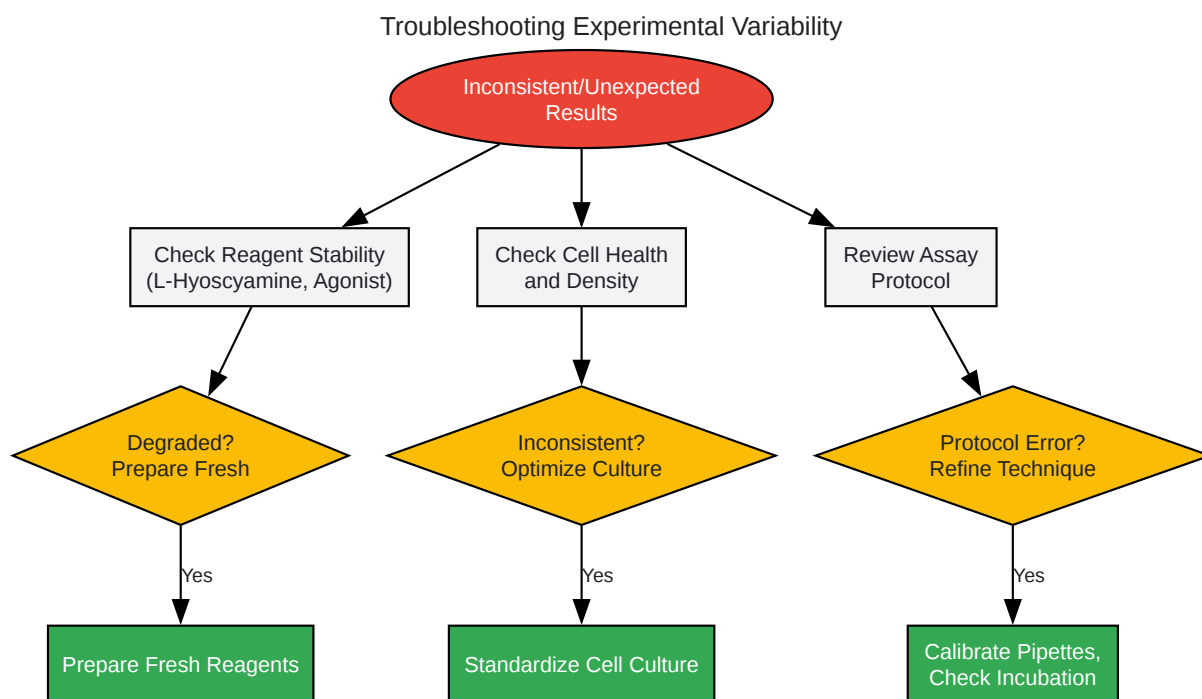 Troubleshooting Experimental Variability
Inconsistent/Unexpected
Results
Check Reagent Stability
(L-Hyoscyamine, Agonist)
Check Cell Health
and Density
Review Assay
Protocol
Degraded?
Prepare Fresh
Inconsistent?
Optimize Culture
Protocol Error?
Refine Technique
Yes
Yes
Yes
Prepare Fresh Reagents
Standardize Cell Culture
Calibrate Pipettes,
Check Incubation